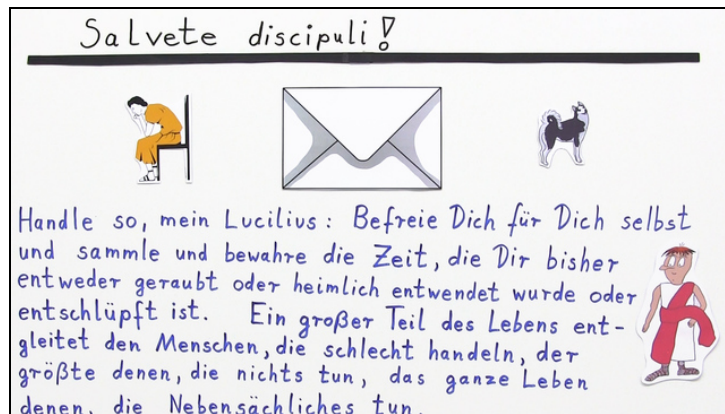 Salvete discipuli!
Handle so, mein Lucilius: Befreie Dich für Dich selbst
und sammle und bewahre die Zeit, die Dir bisher
entweder geraubt oder heimlich entwendet wurde oder
entschlüpft ist. Ein großer Teil des Lebens ent-
gleitet den Menschen, die schlecht handeln, der
größte denen, die nichts tun, das ganze Leben
denen, die Nebensächliches tun.